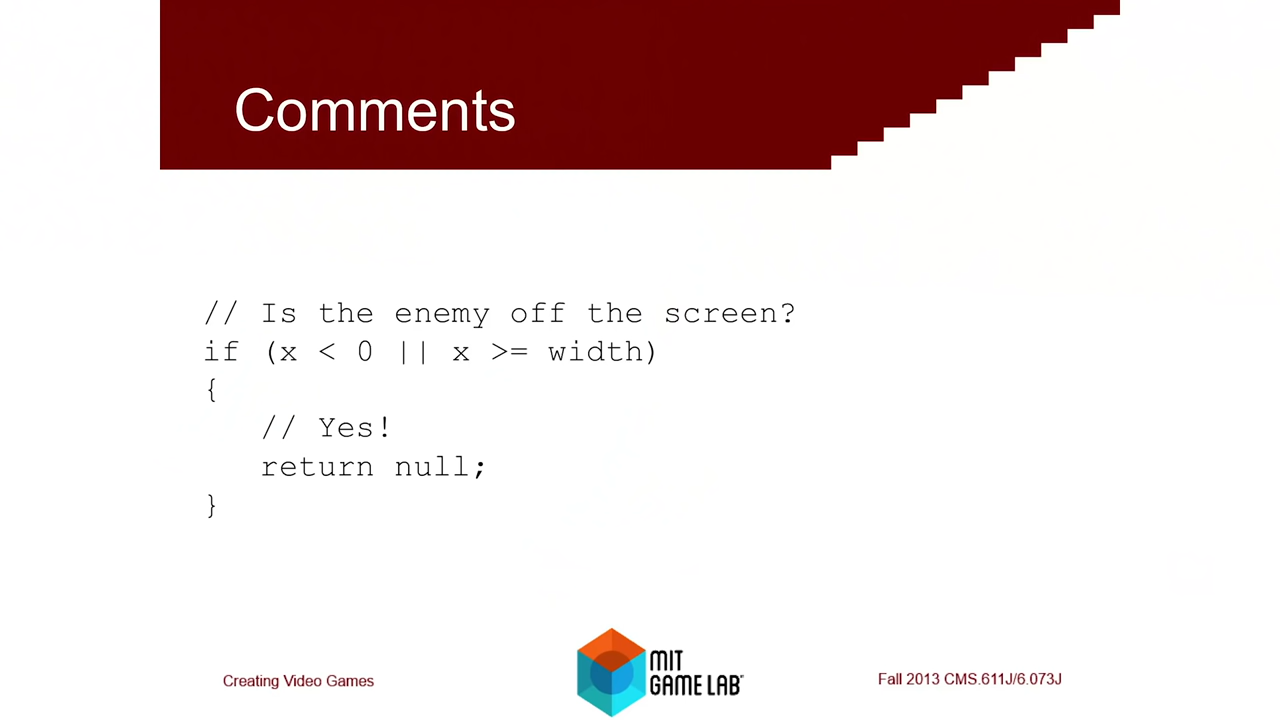 Comments
// Is the enemy off the screen?
if (x < 0 || x >= width)
{
   // Yes!
   return null;
}
Creating Video Games
MIT
GAME LAB
Fall 2013 CMS.611J/6.073J